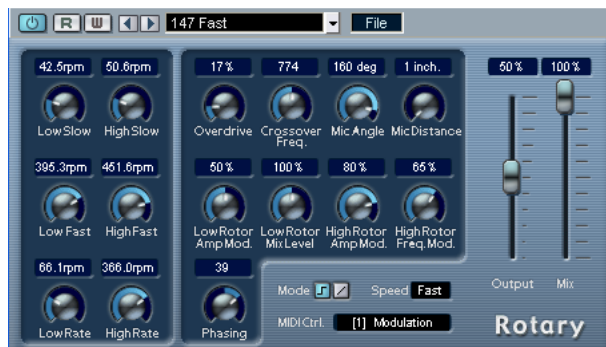 R W 147 Fast File
42.5rpm 50.6rpm 17% 774 160 deg 1 inch. 50% 100%
Low Slow High Slow Overdrive Crossover Freq. Mic Angle Mic Distance
395.3rpm 451.6rpm 50% 100% 80% 65%
Low Fast High Fast Low Rotor Amp Mod. Low Rotor Mix Level High Rotor Amp Mod. High Rotor Freq. Mod.
66.1rpm 366.0rpm 39
Mode Speed Fast Output Mix
Low Rate High Rate Phasing MIDI Ctrl. [1] Modulation Rotary